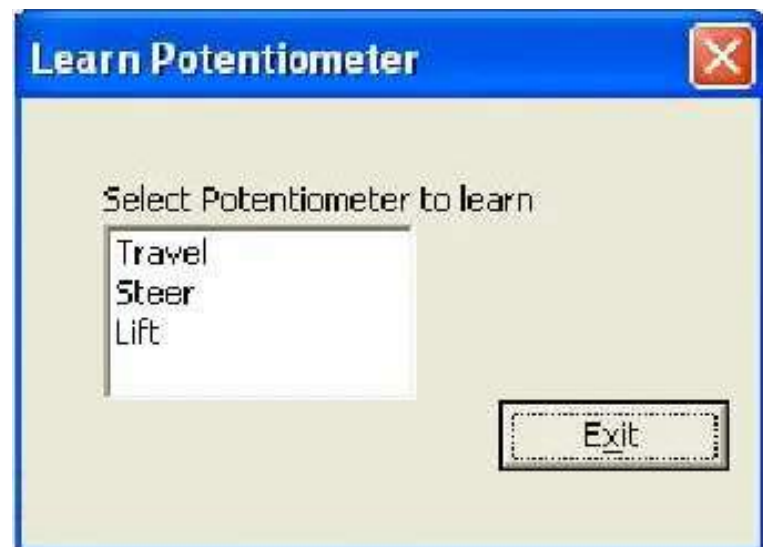 Learn Potentiometer
Select Potentiometer to learn
Travel
Steer
Lift
Exit